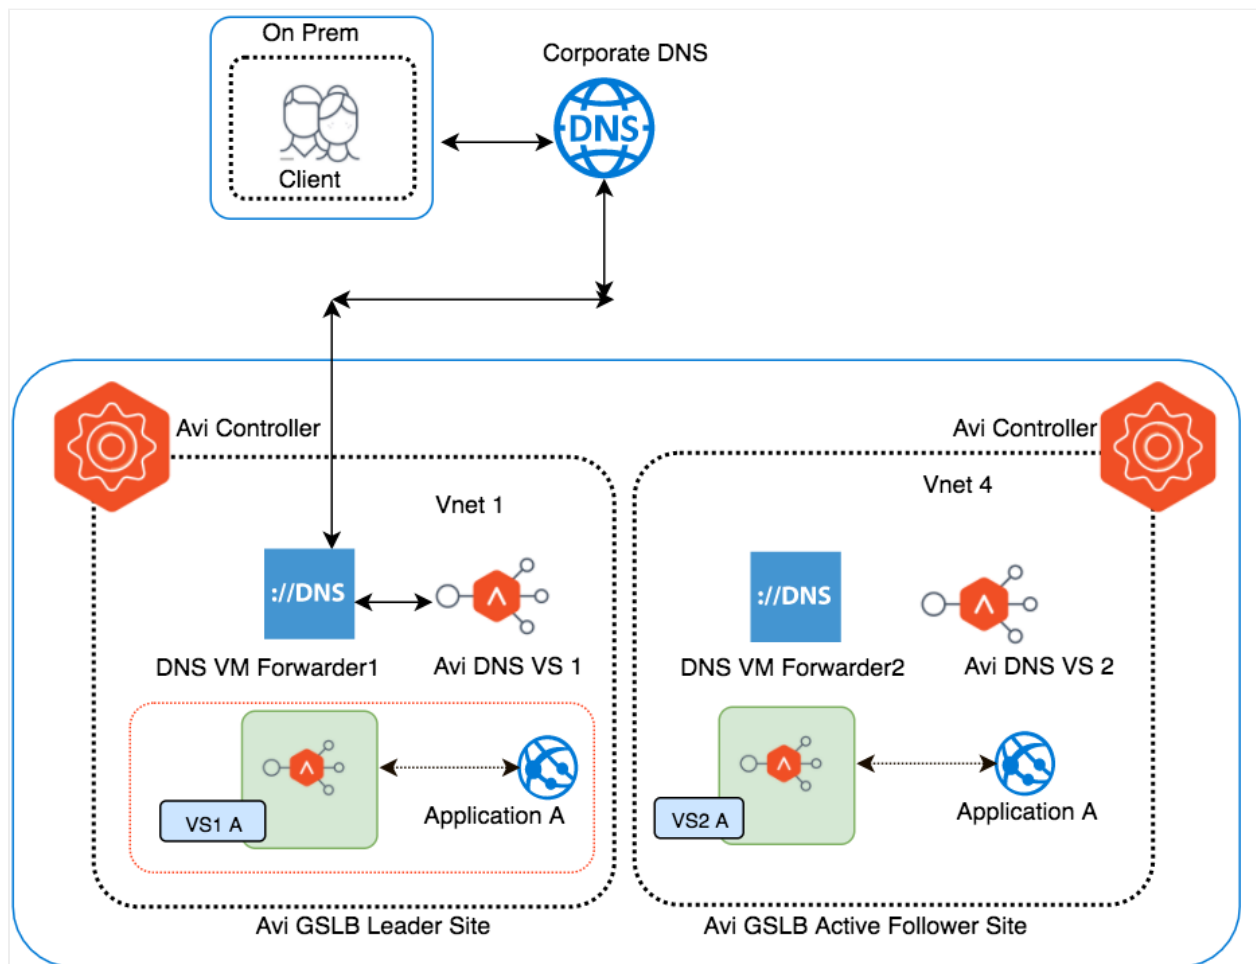 On Prem
Corporate DNS
DNS
Client
Avi Controller
Avi Controller
Vnet 1
Vnet 4
://DNS
://DNS
DNS VM Forwarder1
Avi DNS VS 1
DNS VM Forwarder2
Avi DNS VS 2
VS1 A
Application A
VS2 A
Application A
Avi GSLB Leader Site
Avi GSLB Active Follower Site